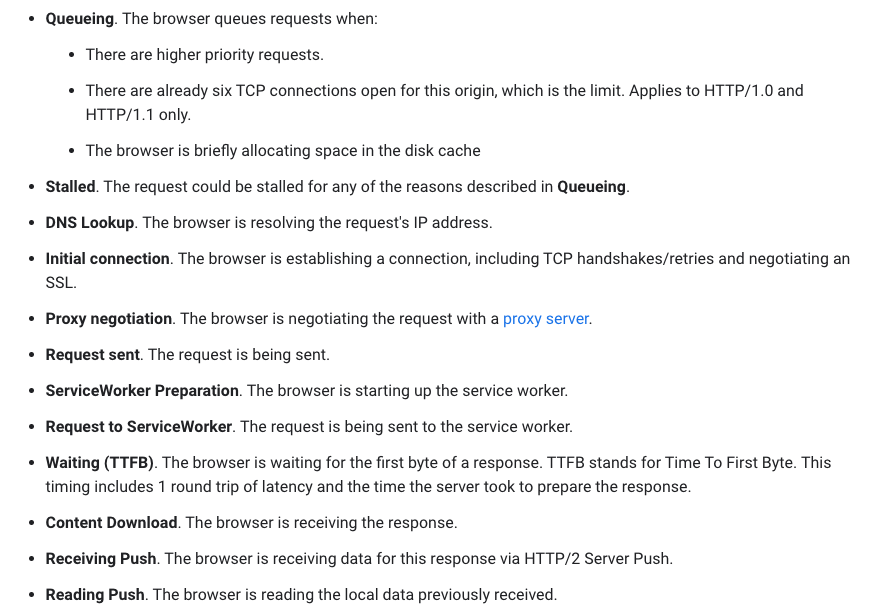 • Queueing. The browser queues requests when:
• There are higher priority requests.
• There are already six TCP connections open for this origin, which is the limit. Applies to HTTP/1.0 and
HTTP/1.1 only.
• The browser is briefly allocating space in the disk cache
• Stalled. The request could be stalled for any of the reasons described in Queueing.
• DNS Lookup. The browser is resolving the request's IP address.
• Initial connection. The browser is establishing a connection, including TCP handshakes/retries and negotiating an
SSL.
• Proxy negotiation. The browser is negotiating the request with a proxy server.
• Request sent. The request is being sent.
• ServiceWorker Preparation. The browser is starting up the service worker.
• Request to ServiceWorker. The request is being sent to the service worker.
• Waiting (TTFB). The browser is waiting for the first byte of a response. TTFB stands for Time To First Byte. This
timing includes 1 round trip of latency and the time the server took to prepare the response.
• Content Download. The browser is receiving the response.
• Receiving Push. The browser is receiving data for this response via HTTP/2 Server Push.
• Reading Push. The browser is reading the local data previously received.